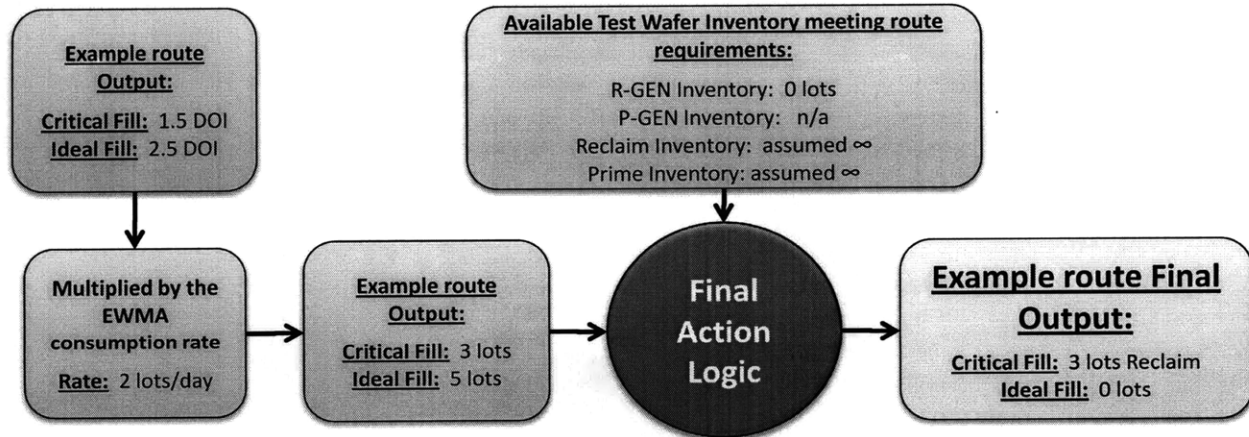 Example route
Output:
Critical Fill: 1.5 DOI
Ideal Fill: 2.5 DOI
Available Test Wafer Inventory meeting route
requirements:
R-GEN Inventory: 0 lots
P-GEN Inventory: n/a
Reclaim Inventory: assumed ∞
Prime Inventory: assumed ∞
Multiplied by the
EWMA
consumption rate
Rate: 2 lots/day
Example route
Output:
Critical Fill: 3 lots
Ideal Fill: 5 lots
Final
Action
Logic
Example route Final
Output:
Critical Fill: 3 lots Reclaim
Ideal Fill: 0 lots